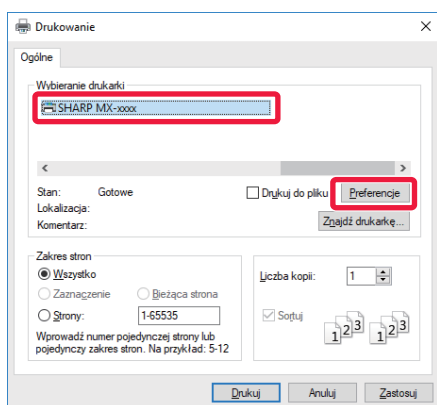 Drukowanie
Ogólne
Wybieranie drukarki
SHARP MX-xxxx
Stan: Gotowe
Drukuj do pliku
Preferencje
Lokalizacja:
Komentarz:
Znajdź drukarkę...
Zakres stron
Wszystko
Zaznaczenie
Bieżąca strona
Strony: 1-65535
Wprowadź numer pojedynczej strony lub
pojedynczy zakres stron. Na przykład: 5-12
Liczba kopii: 1
Sortuj
1 2 3 1 2 3
Drukuj Anuluj Zastosuj